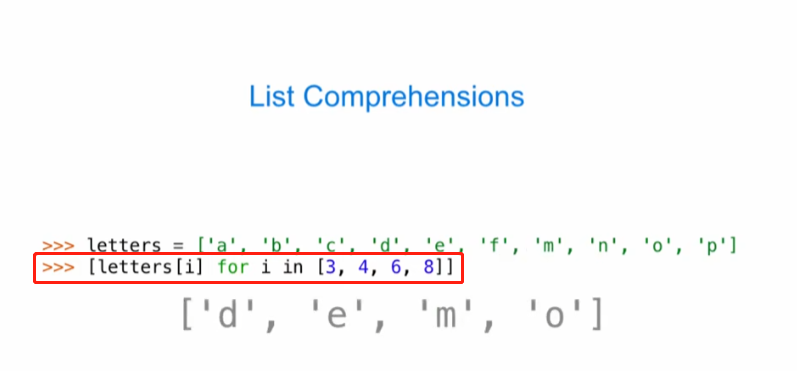 List Comprehensions
>>> letters = ['a', 'b', 'c', 'd', 'e', 'f', 'm', 'n', 'o', 'p']
>>> [letters[i] for i in [3, 4, 6, 8]]
['d', 'e', 'm', 'o']